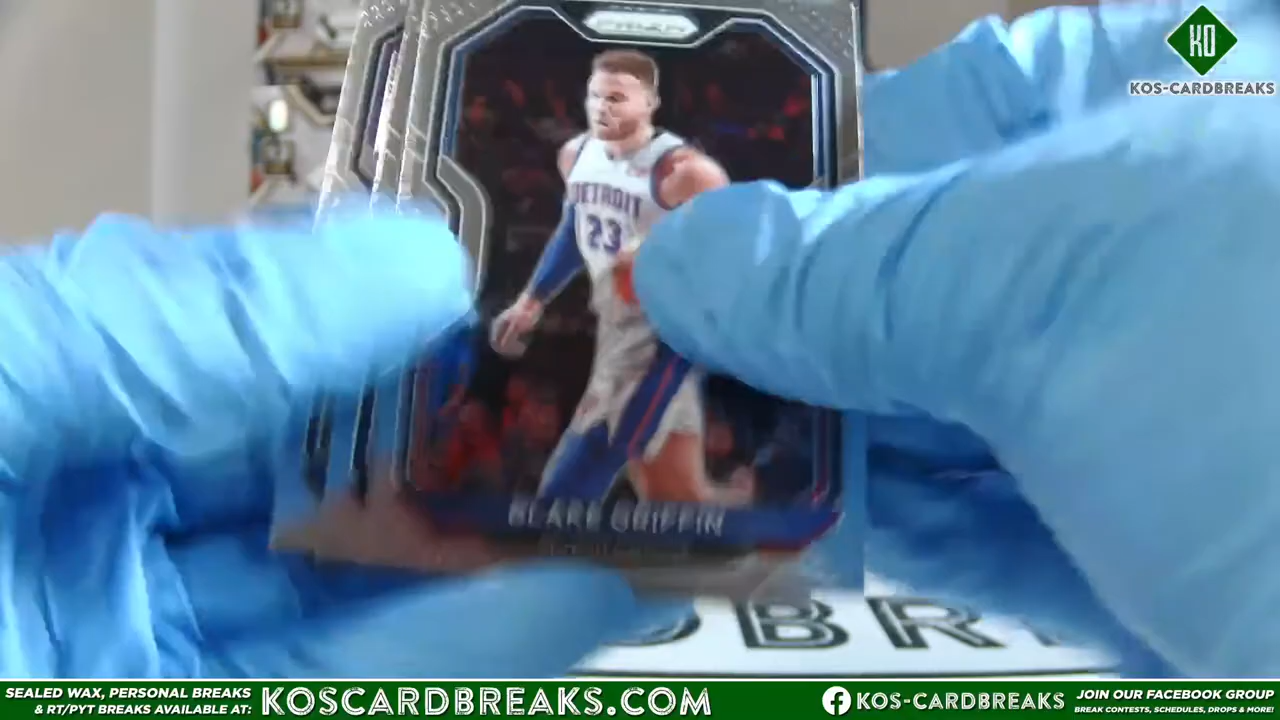 PRIZM
KO
KOS-CARDBREAKS
DETROIT
23
BLAKE GRIFFIN
OBR
SEALED WAX, PERSONAL BREAKS
& RT/PYT BREAKS AVAILABLE AT:
KOSCARDBREAKS.COM
KOS-CARDBREAKS
JOIN OUR FACEBOOK GROUP
BREAK CONTESTS, SCHEDULES, DROPS & MORE!